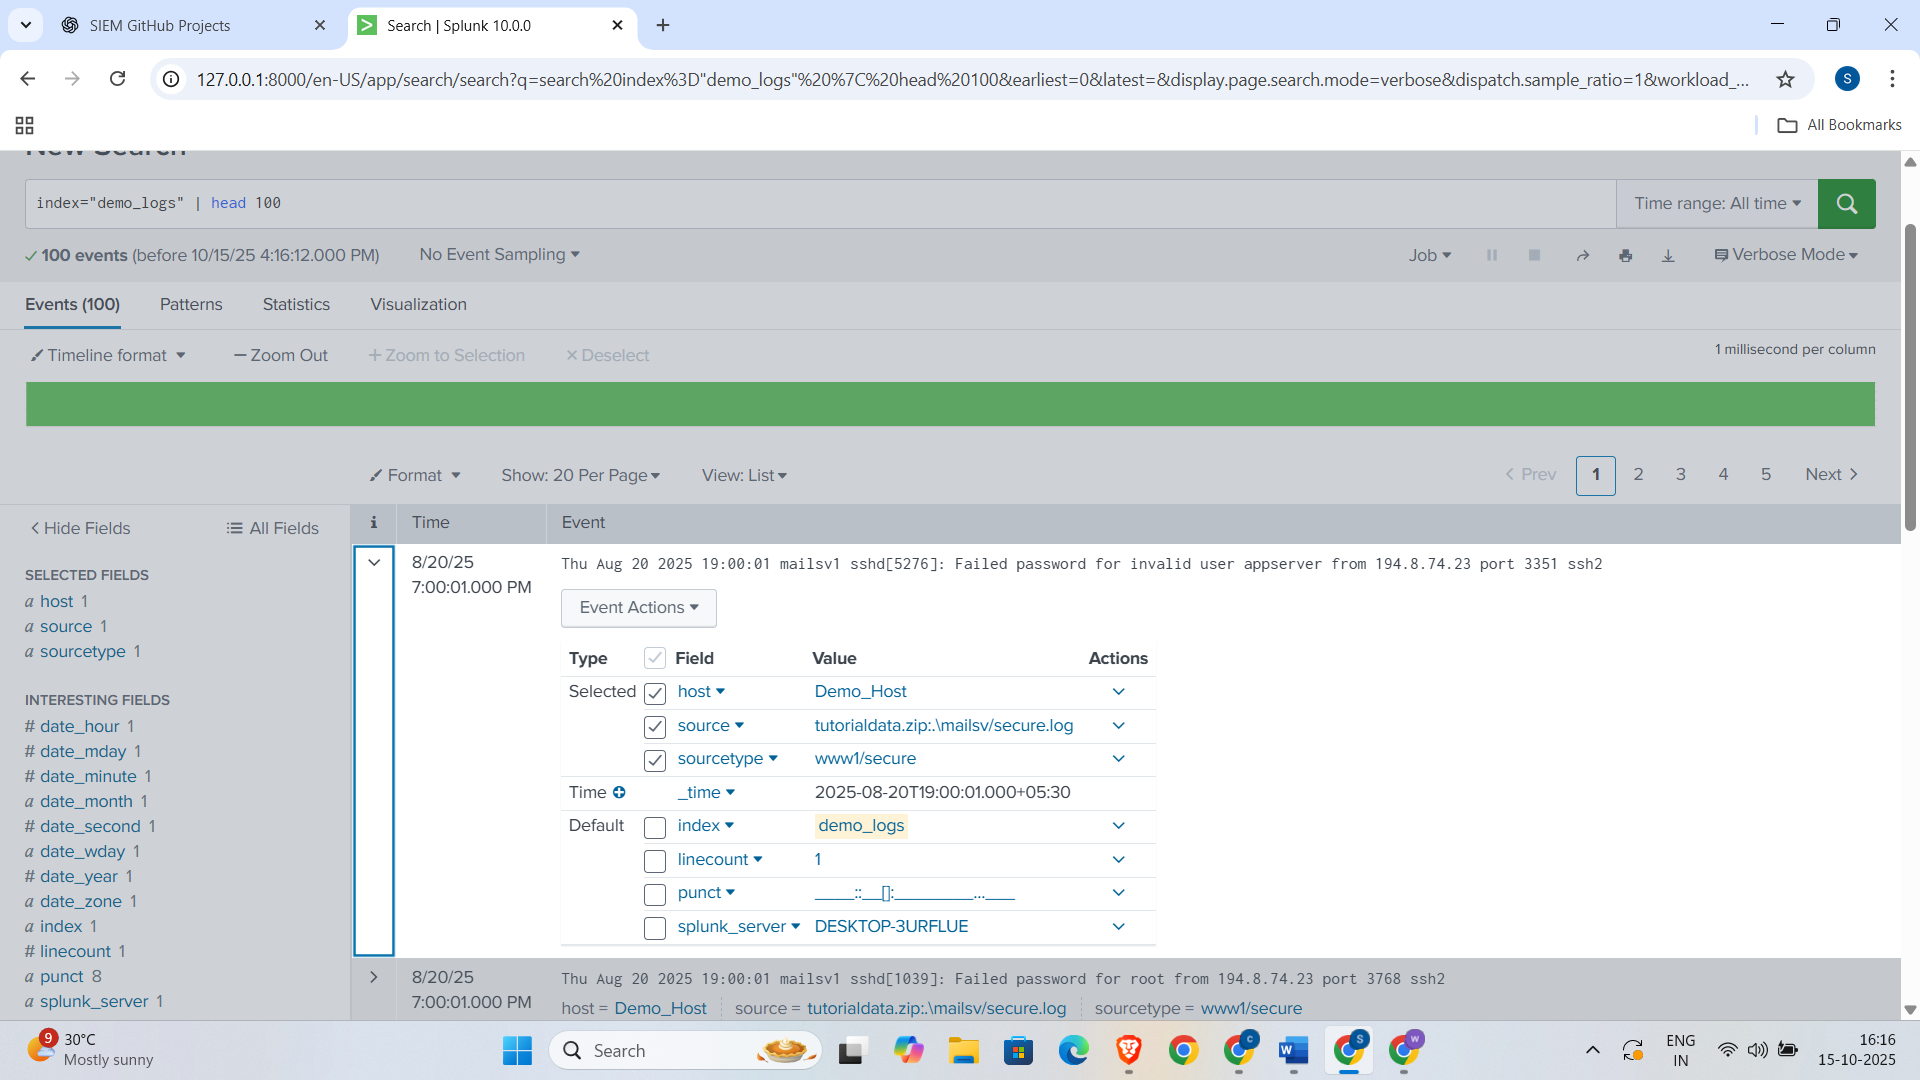 SIEM GitHub Projects
Search | Splunk 10.0.0
127.0.0.1:8000/en-US/app/search/search?q=search%20index%3D"demo_logs"%20%7C%20head%20100&earliest=0&latest=&display.page.search.mode=verbose&dispatch.sample_ratio=1&workload_...
S
All Bookmarks
New Search
index="demo_logs" | head 100
Time range: All time
100 events (before 10/15/25 4:16:12.000 PM)
No Event Sampling
Job
Verbose Mode
Events (100)
Patterns
Statistics
Visualization
Timeline format
Zoom Out
+ Zoom to Selection
× Deselect
1 millisecond per column
Format
Show: 20 Per Page
View: List
< Prev 1 2 3 4 5 Next >
< Hide Fields
All Fields
i Time Event
SELECTED FIELDS
a host 1
a source 1
a sourcetype 1
INTERESTING FIELDS
# date_hour 1
# date_mday 1
# date_minute 1
a date_month 1
# date_second 1
a date_wday 1
# date_year 1
a date_zone 1
a index 1
# linecount 1
a punct 8
a splunk_server 1
8/20/25
7:00:01.000 PM
Thu Aug 20 2025 19:00:01 mailsv1 sshd[5276]: Failed password for invalid user appserver from 194.8.74.23 port 3351 ssh2
Event Actions
Type Field Value Actions
Selected host Demo_Host
source tutorialdata.zip:.\mailsv/secure.log
sourcetype www1/secure
Time _time 2025-08-20T19:00:01.000+05:30
Default index demo_logs
linecount 1
punct ____::__[]:_________...___
splunk_server DESKTOP-3URFLUE
8/20/25
7:00:01.000 PM
Thu Aug 20 2025 19:00:01 mailsv1 sshd[1039]: Failed password for root from 194.8.74.23 port 3768 ssh2
host = Demo_Host source = tutorialdata.zip:.\mailsv/secure.log sourcetype = www1/secure
9
30°C
Mostly sunny
Search
C
S
W
ENG
IN
16:16
15-10-2025